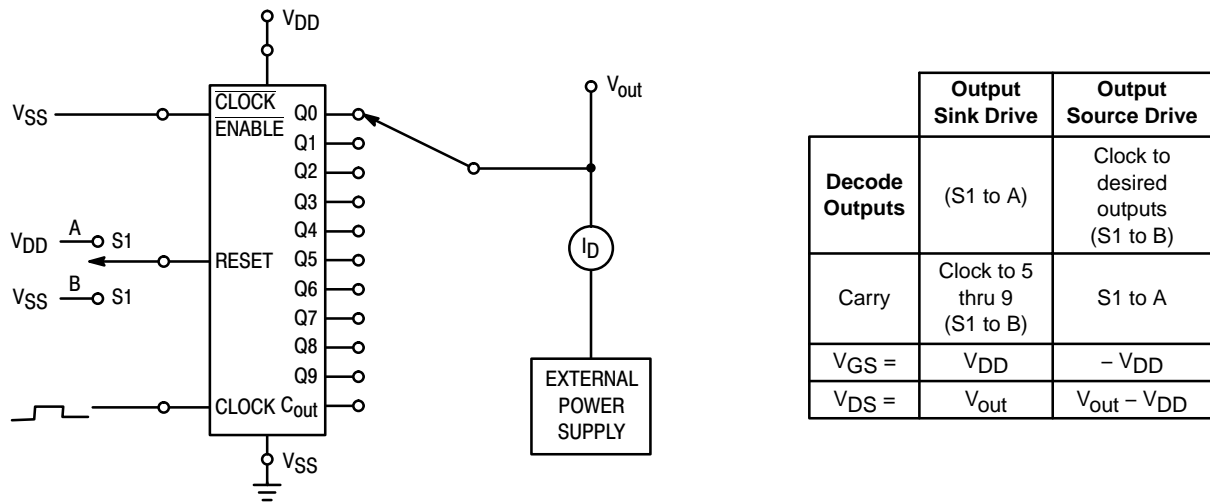 VDD
VSS
CLOCK
ENABLE
Q0
Q1
Q2
Q3
Q4
Q5
Q6
Q7
Q8
Q9
Cout
VDD A S1
RESET
VSS B S1
CLOCK
VSS
Vout
ID
EXTERNAL
POWER
SUPPLY
Output
Sink Drive
Output
Source Drive
Decode
Outputs
(S1 to A)
Clock to
desired
outputs
(S1 to B)
Carry
Clock to 5
thru 9
(S1 to B)
S1 to A
VGS =
VDD
– VDD
VDS =
Vout
Vout – VDD